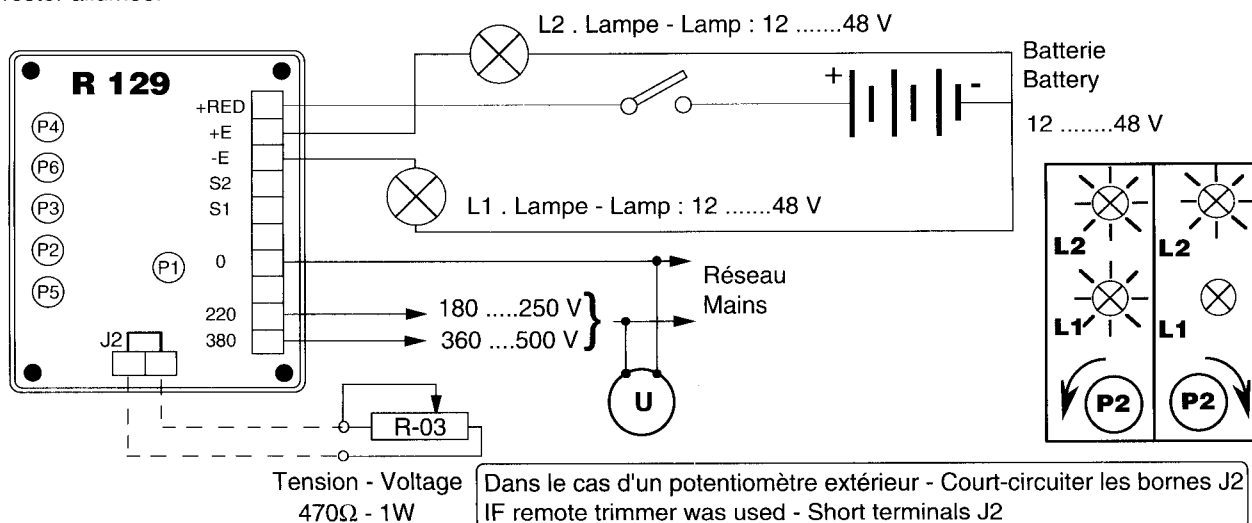 L2 . Lampe - Lamp : 12 .......48 V
R 129
Batterie
Battery
+ -
12 ........48 V
+RED
+E
-E
S2
S1
0
220
380
P4
P6
P3
P2
P5
P1
J2
L1 . Lampe - Lamp : 12 .......48 V
Réseau
Mains
180 .....250 V
360 ....500 V
}
U
R-03
L2
L2
L1
L1
P2
P2
Tension - Voltage
470Ω - 1W
Dans le cas d'un potentiomètre extérieur - Court-circuiter les bornes J2
IF remote trimmer was used - Short terminals J2